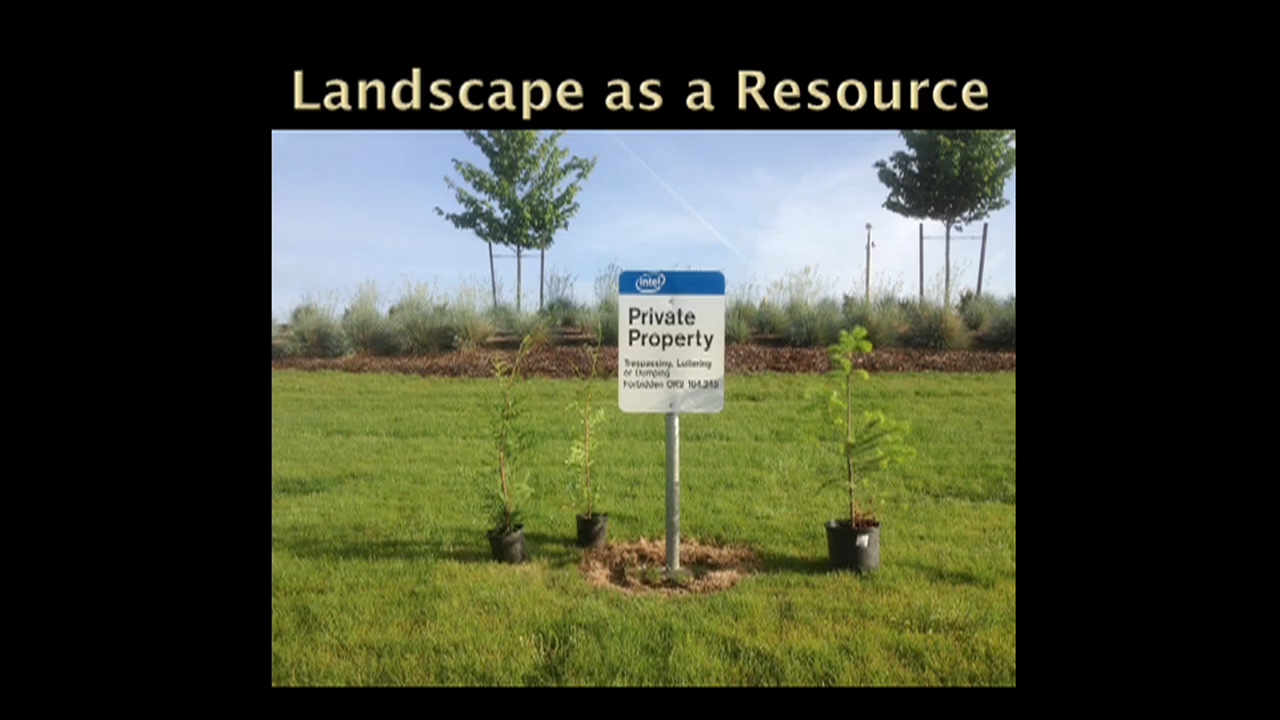 Landscape as a Resource
intel
Private
Property
Trespassing, Loitering
or Dumping
Forbidden ORS 164.245